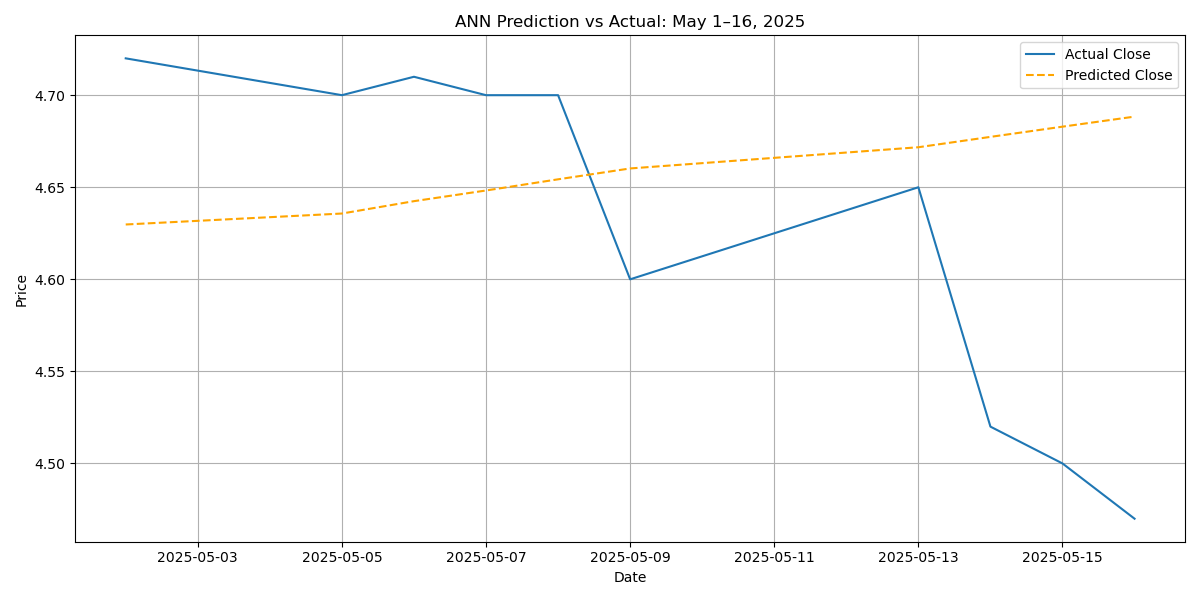 ANN Prediction vs Actual: May 1–16, 2025
Actual Close
Predicted Close
Price
4.70
4.65
4.60
4.55
4.50
2025-05-03
2025-05-05
2025-05-07
2025-05-09
2025-05-11
2025-05-13
2025-05-15
Date